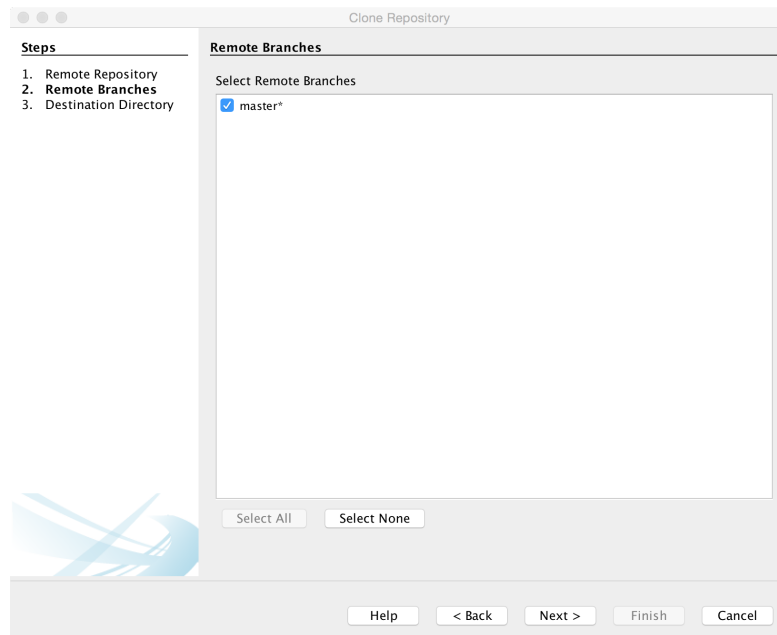 Clone Repository
Steps
1. Remote Repository
2. Remote Branches
3. Destination Directory
Remote Branches
Select Remote Branches
master*
Select All
Select None
Help
< Back
Next >
Finish
Cancel